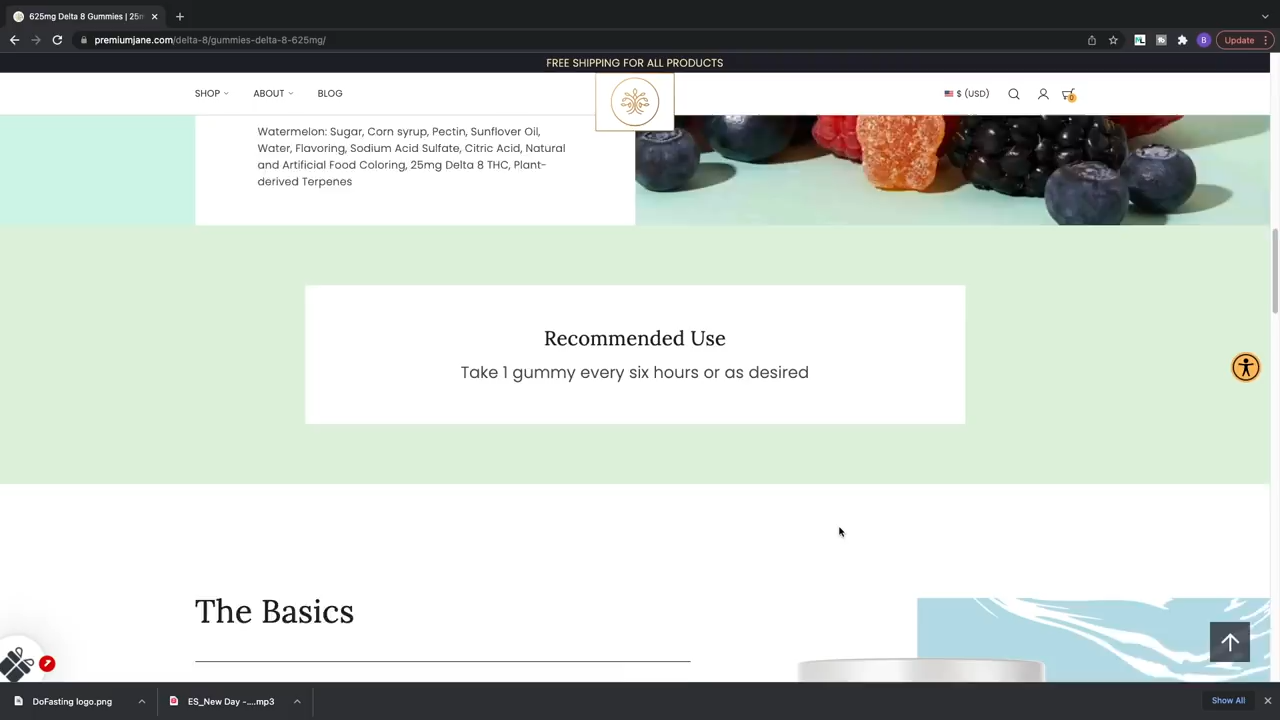 625mg Delta 8 Gummies | 25m
premiumjane.com/delta-8/gummies-delta-8-625mg/
B
Update
FREE SHIPPING FOR ALL PRODUCTS
SHOP
ABOUT
BLOG
$ (USD)
0
Watermelon: Sugar, Corn syrup, Pectin, Sunflower Oil,
Water, Flavoring, Sodium Acid Sulfate, Citric Acid, Natural
and Artificial Food Coloring, 25mg Delta 8 THC, Plant-
derived Terpenes
Recommended Use
Take 1 gummy every six hours or as desired
The Basics
DoFasting logo.png
ES_New Day -....mp3
Show All